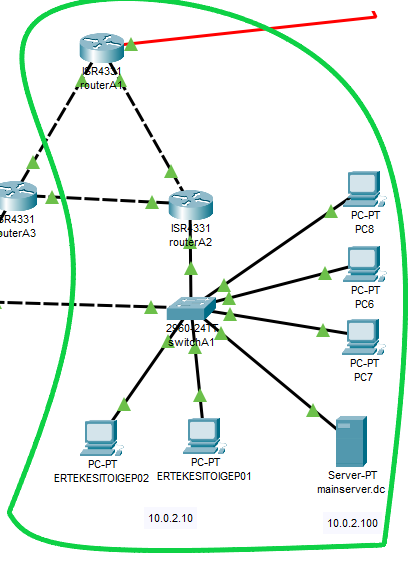 ISR4331
routerA1
ISR4331
routerA3
ISR4331
routerA2
PC-PT
PC8
PC-PT
PC6
2960-24TT
switchA1
PC-PT
PC7
PC-PT
ERTEKESITOIGEP02
PC-PT
ERTEKESITOIGEP01
Server-PT
mainserver.dc
10.0.2.10
10.0.2.100